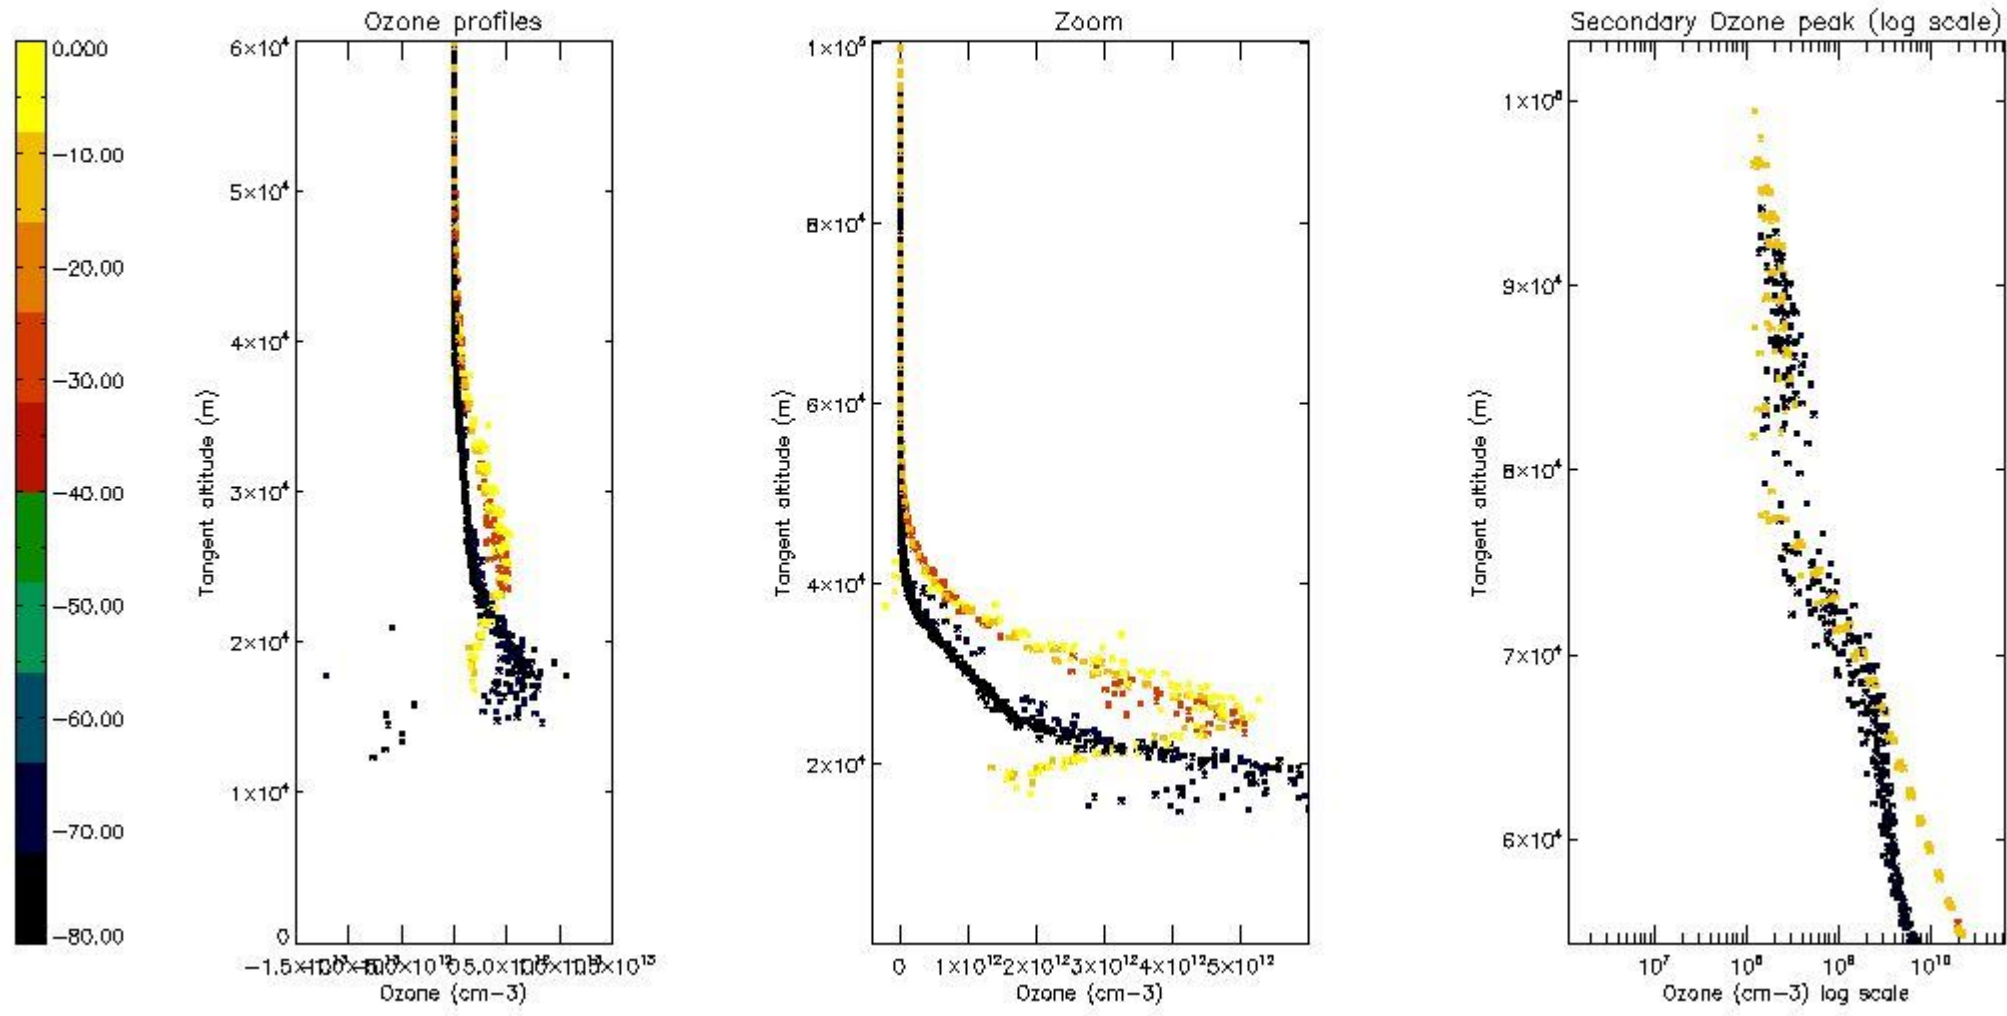 Ozone profiles
Zoom
Secondary Ozone peak (log scale)
0.000
−10.00
−20.00
−30.00
−40.00
−50.00
−60.00
−70.00
−80.00
6×10⁴
5×10⁴
4×10⁴
3×10⁴
2×10⁴
1×10⁴
0
Tangent altitude (m)
Ozone (cm−3)
1×10⁵
8×10⁴
6×10⁴
4×10⁴
2×10⁴
Tangent altitude (m)
0 1×10¹² 2×10¹² 3×10¹² 4×10¹² 5×10¹²
Ozone (cm−3)
9×10⁴
8×10⁴
7×10⁴
6×10⁴
Tangent altitude (m)
10⁷ 10⁸ 10⁹ 10¹⁰
Ozone (cm−3) log scale